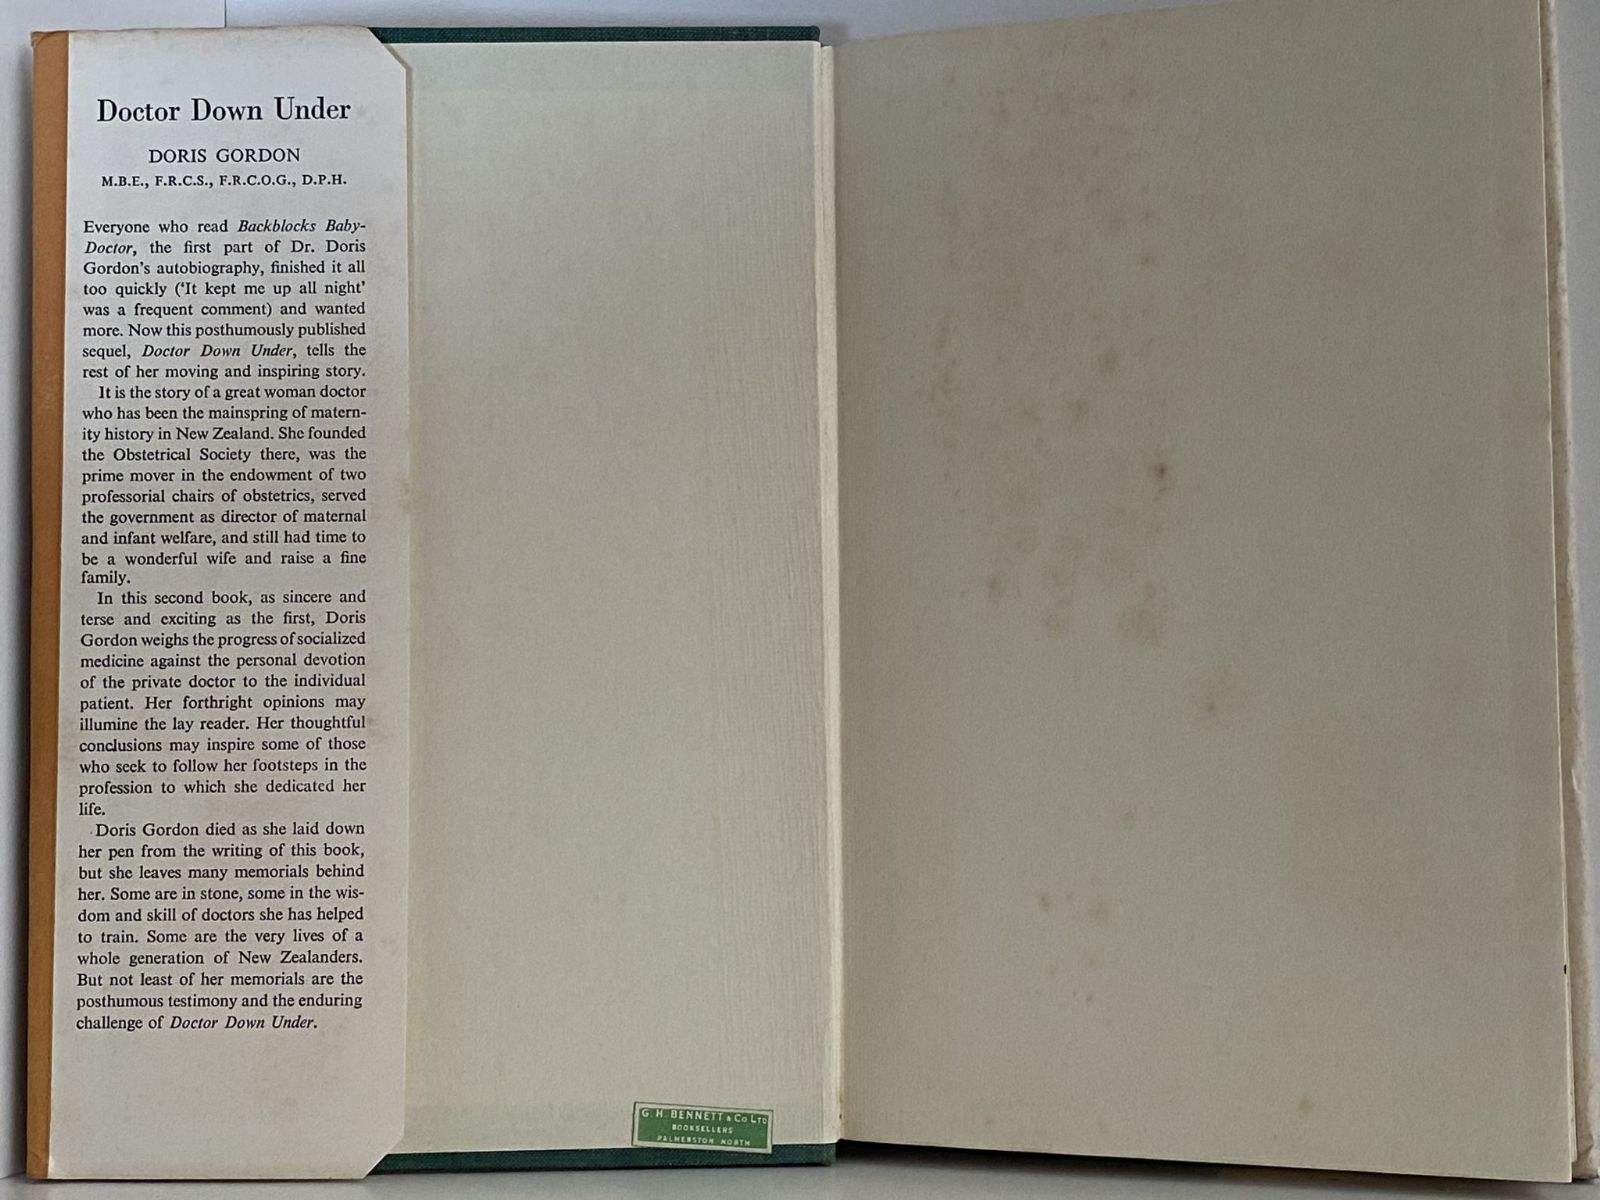 Doctor Down Under
DORIS GORDON
M.B.E., F.R.C.S., F.R.C.O.G., D.P.H.
Everyone who read Backblocks Baby-
Doctor, the first part of Dr. Doris
Gordon's autobiography, finished it all
too quickly ('It kept me up all night'
was a frequent comment) and wanted
more. Now this posthumously published
sequel, Doctor Down Under, tells the
rest of her moving and inspiring story.
It is the story of a great woman doctor
who has been the mainspring of matern-
ity history in New Zealand. She founded
the Obstetrical Society there, was the
prime mover in the endowment of two
professorial chairs of obstetrics, served
the government as director of maternal
and infant welfare, and still had time to
be a wonderful wife and raise a fine
family.
In this second book, as sincere and
terse and exciting as the first, Doris
Gordon weighs the progress of socialized
medicine against the personal devotion
of the private doctor to the individual
patient. Her forthright opinions may
illumine the lay reader. Her thoughtful
conclusions may inspire some of those
who seek to follow her footsteps in the
profession to which she dedicated her
life.
Doris Gordon died as she laid down
her pen from the writing of this book,
but she leaves many memorials behind
her. Some are in stone, some in the wis-
dom and skill of doctors she has helped
to train. Some are the very lives of a
whole generation of New Zealanders.
But not least of her memorials are the
posthumous testimony and the enduring
challenge of Doctor Down Under.
G. H. BENNETT & Co LTD
BOOKSELLERS
PALMERSTON NORTH